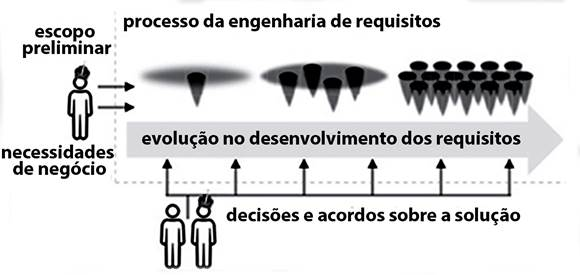 processo da engenharia de requisitos
escopo
preliminar
necessidades
de negócio
evolução no desenvolvimento dos requisitos
decisões e acordos sobre a solução